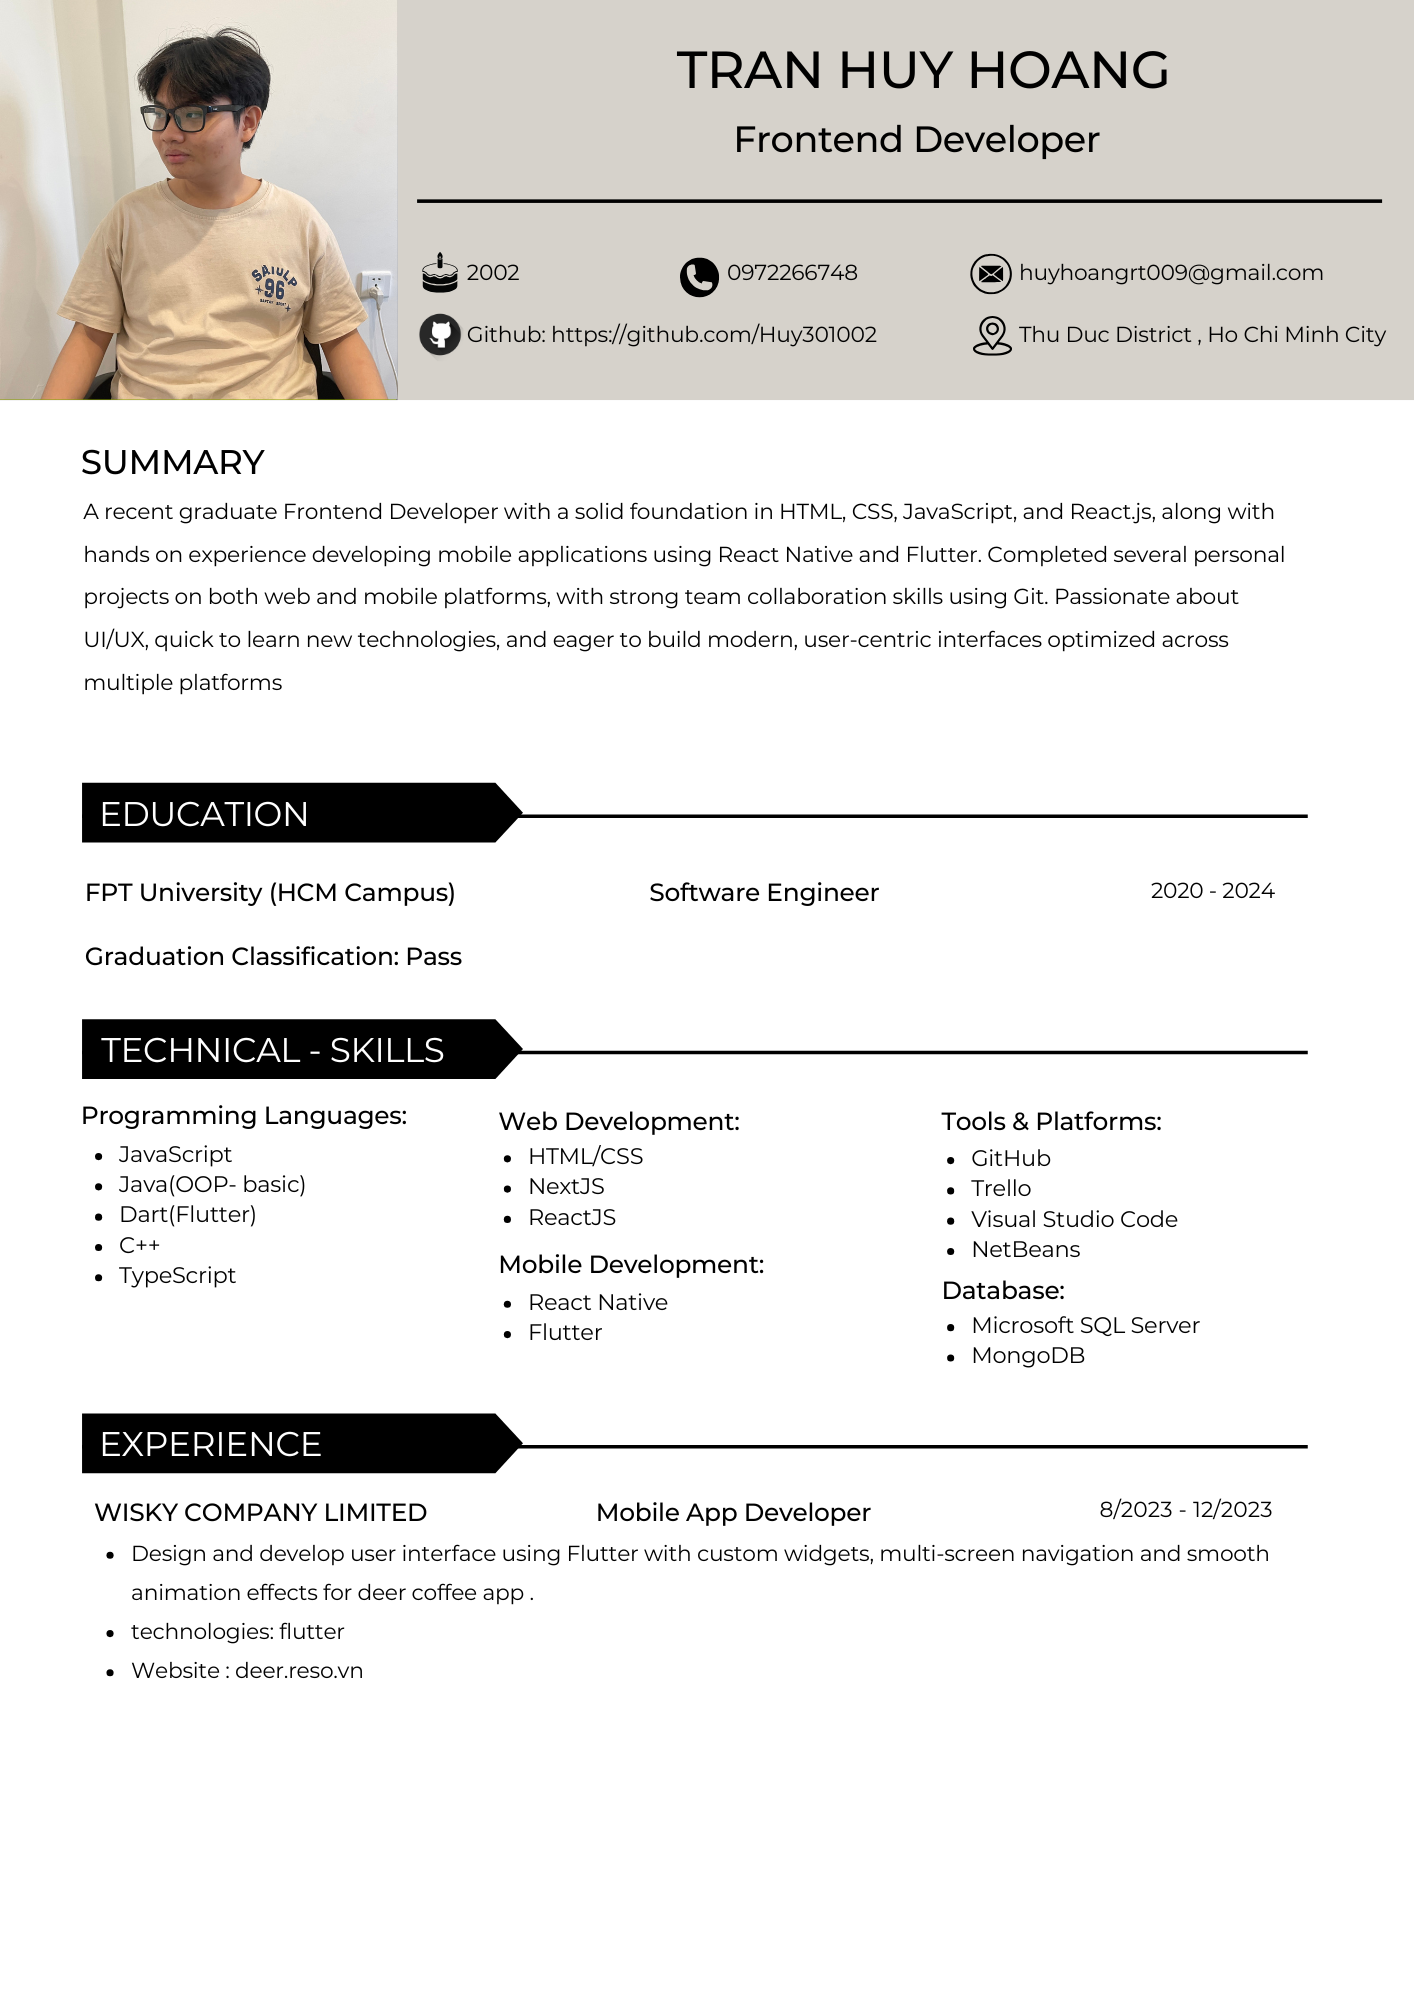 TRAN HUY HOANG
Frontend Developer
2002
0972266748
huyhoangrt009@gmail.com
Github: https://github.com/Huy301002
Thu Duc District , Ho Chi Minh City
SAIULP
96
SUMMARY
A recent graduate Frontend Developer with a solid foundation in HTML, CSS, JavaScript, and React.js, along with
hands on experience developing mobile applications using React Native and Flutter. Completed several personal
projects on both web and mobile platforms, with strong team collaboration skills using Git. Passionate about
UI/UX, quick to learn new technologies, and eager to build modern, user-centric interfaces optimized across
multiple platforms
EDUCATION
FPT University (HCM Campus)
Software Engineer
2020 - 2024
Graduation Classification: Pass
TECHNICAL - SKILLS
Programming Languages:
JavaScript
Java(OOP- basic)
Dart(Flutter)
C++
TypeScript
Web Development:
HTML/CSS
NextJS
ReactJS
Mobile Development:
React Native
Flutter
Tools & Platforms:
GitHub
Trello
Visual Studio Code
NetBeans
Database:
Microsoft SQL Server
MongoDB
EXPERIENCE
WISKY COMPANY LIMITED
Mobile App Developer
8/2023 - 12/2023
Design and develop user interface using Flutter with custom widgets, multi-screen navigation and smooth
animation effects for deer coffee app .
technologies: flutter
Website : deer.reso.vn